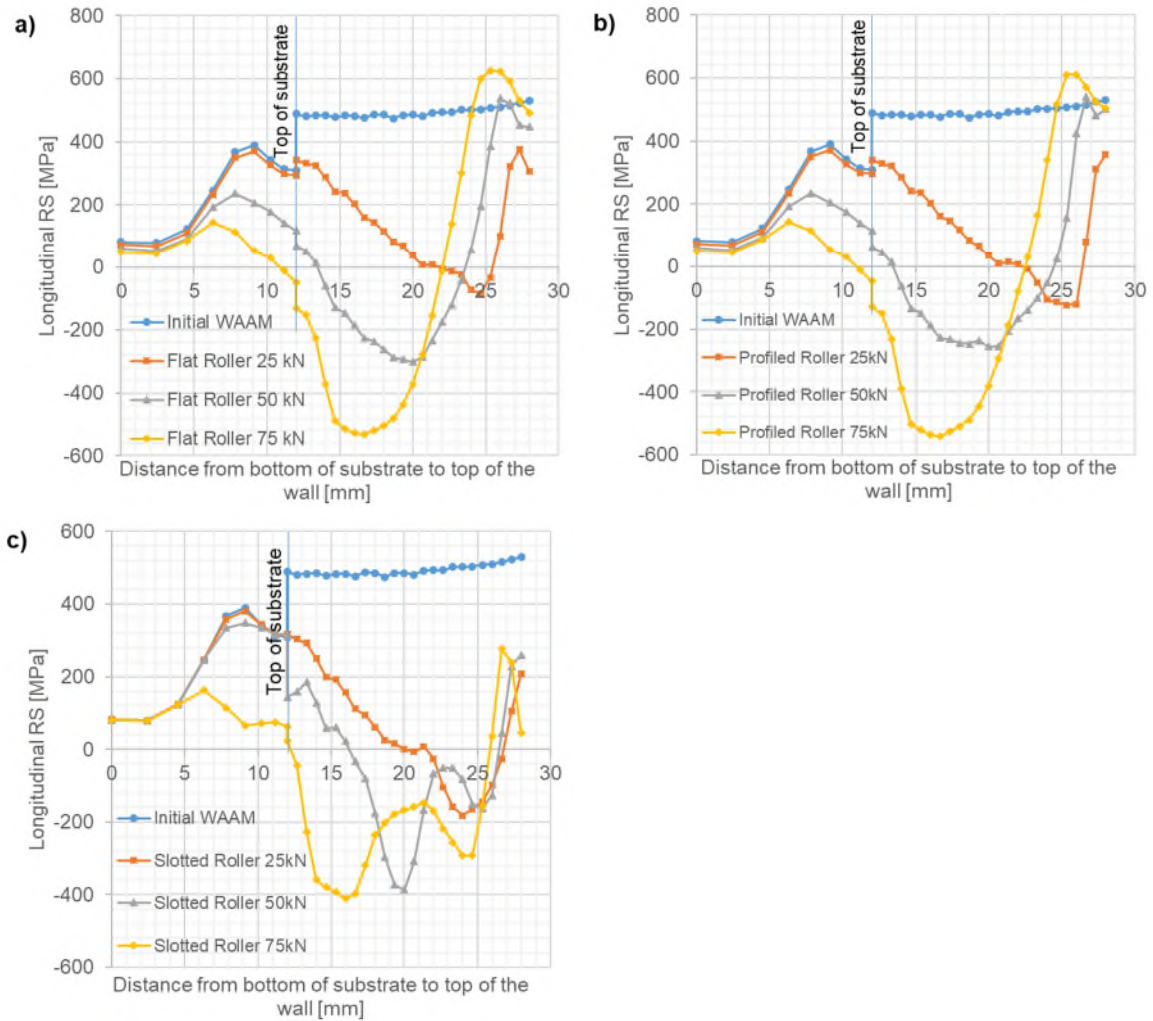 a)
800
600
400
200
0
-200
-400
-600
Longitudinal RS [MPa]
Top of substrate
0 5 10 15 20 25 30
Initial WAAM
Flat Roller 25 kN
Flat Roller 50 kN
Flat Roller 75 kN
Distance from bottom of substrate to top of the
wall [mm]
b)
800
600
400
200
0
-200
-400
-600
Longitudinal RS [MPa]
Top of substrate
0 5 10 15 20 25 30
Initial WAAM
Profiled Roller 25kN
Profiled Roller 50kN
Profiled Roller 75kN
Distance from bottom of substrate to top of the
wall [mm]
c)
600
400
200
0
-200
-400
-600
Longitudinal RS [MPa]
Top of substrate
0 5 10 15 20 25 30
Initial WAAM
Slotted Roller 25kN
Slotted Roller 50kN
Slotted Roller 75kN
Distance from bottom of substrate to top of the
wall [mm]